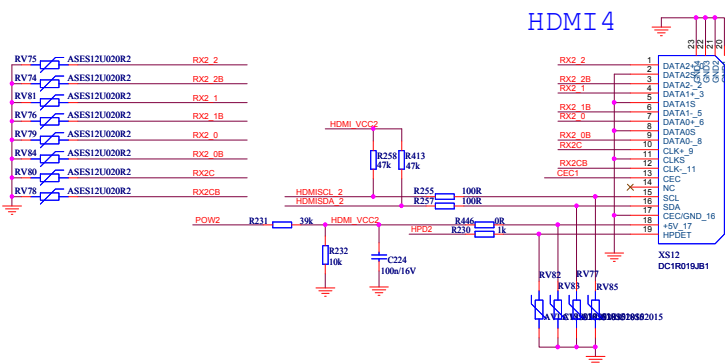 HDMI4
RV75 ASES12U020R2 RX2_2
RV74 ASES12U020R2 RX2_2B
RV81 ASES12U020R2 RX2_1
RV76 ASES12U020R2 RX2_1B
RV79 ASES12U020R2 RX2_0
RV84 ASES12U020R2 RX2_0B
RV80 ASES12U020R2 RX2C
RV78 ASES12U020R2 RX2CB
23 22 21 20
GND4 GND3 GND2
RX2_2 1 DATA2+
2 DATA2S
RX2_2B 3 DATA2-_2
RX2_1 4 DATA1+_3
5 DATA1S
RX2_1B 6 DATA1-_5
RX2_0 7 DATA0+_6
8 DATA0S
RX2_0B 9 DATA0-_8
RX2C 10 CLK+_9
11 CLKS
RX2CB 12 CLK-_11
CEC1 13 CEC
14 NC
15 SCL
16 SDA
17 CEC/GND_16
18 +5V_17
19 HPDET
XS12
DC1R019JB1
HDMI_VCC2
R258 47k
R413 47k
HDMISCL_2 R255 100R
HDMISDA_2 R257 100R
POW2 R231 39k HDMI_VCC2 R446 0R
HPD2 R230 1k
R232 10k
C224 100n/16V
RV82 RV83 RV77 RV85